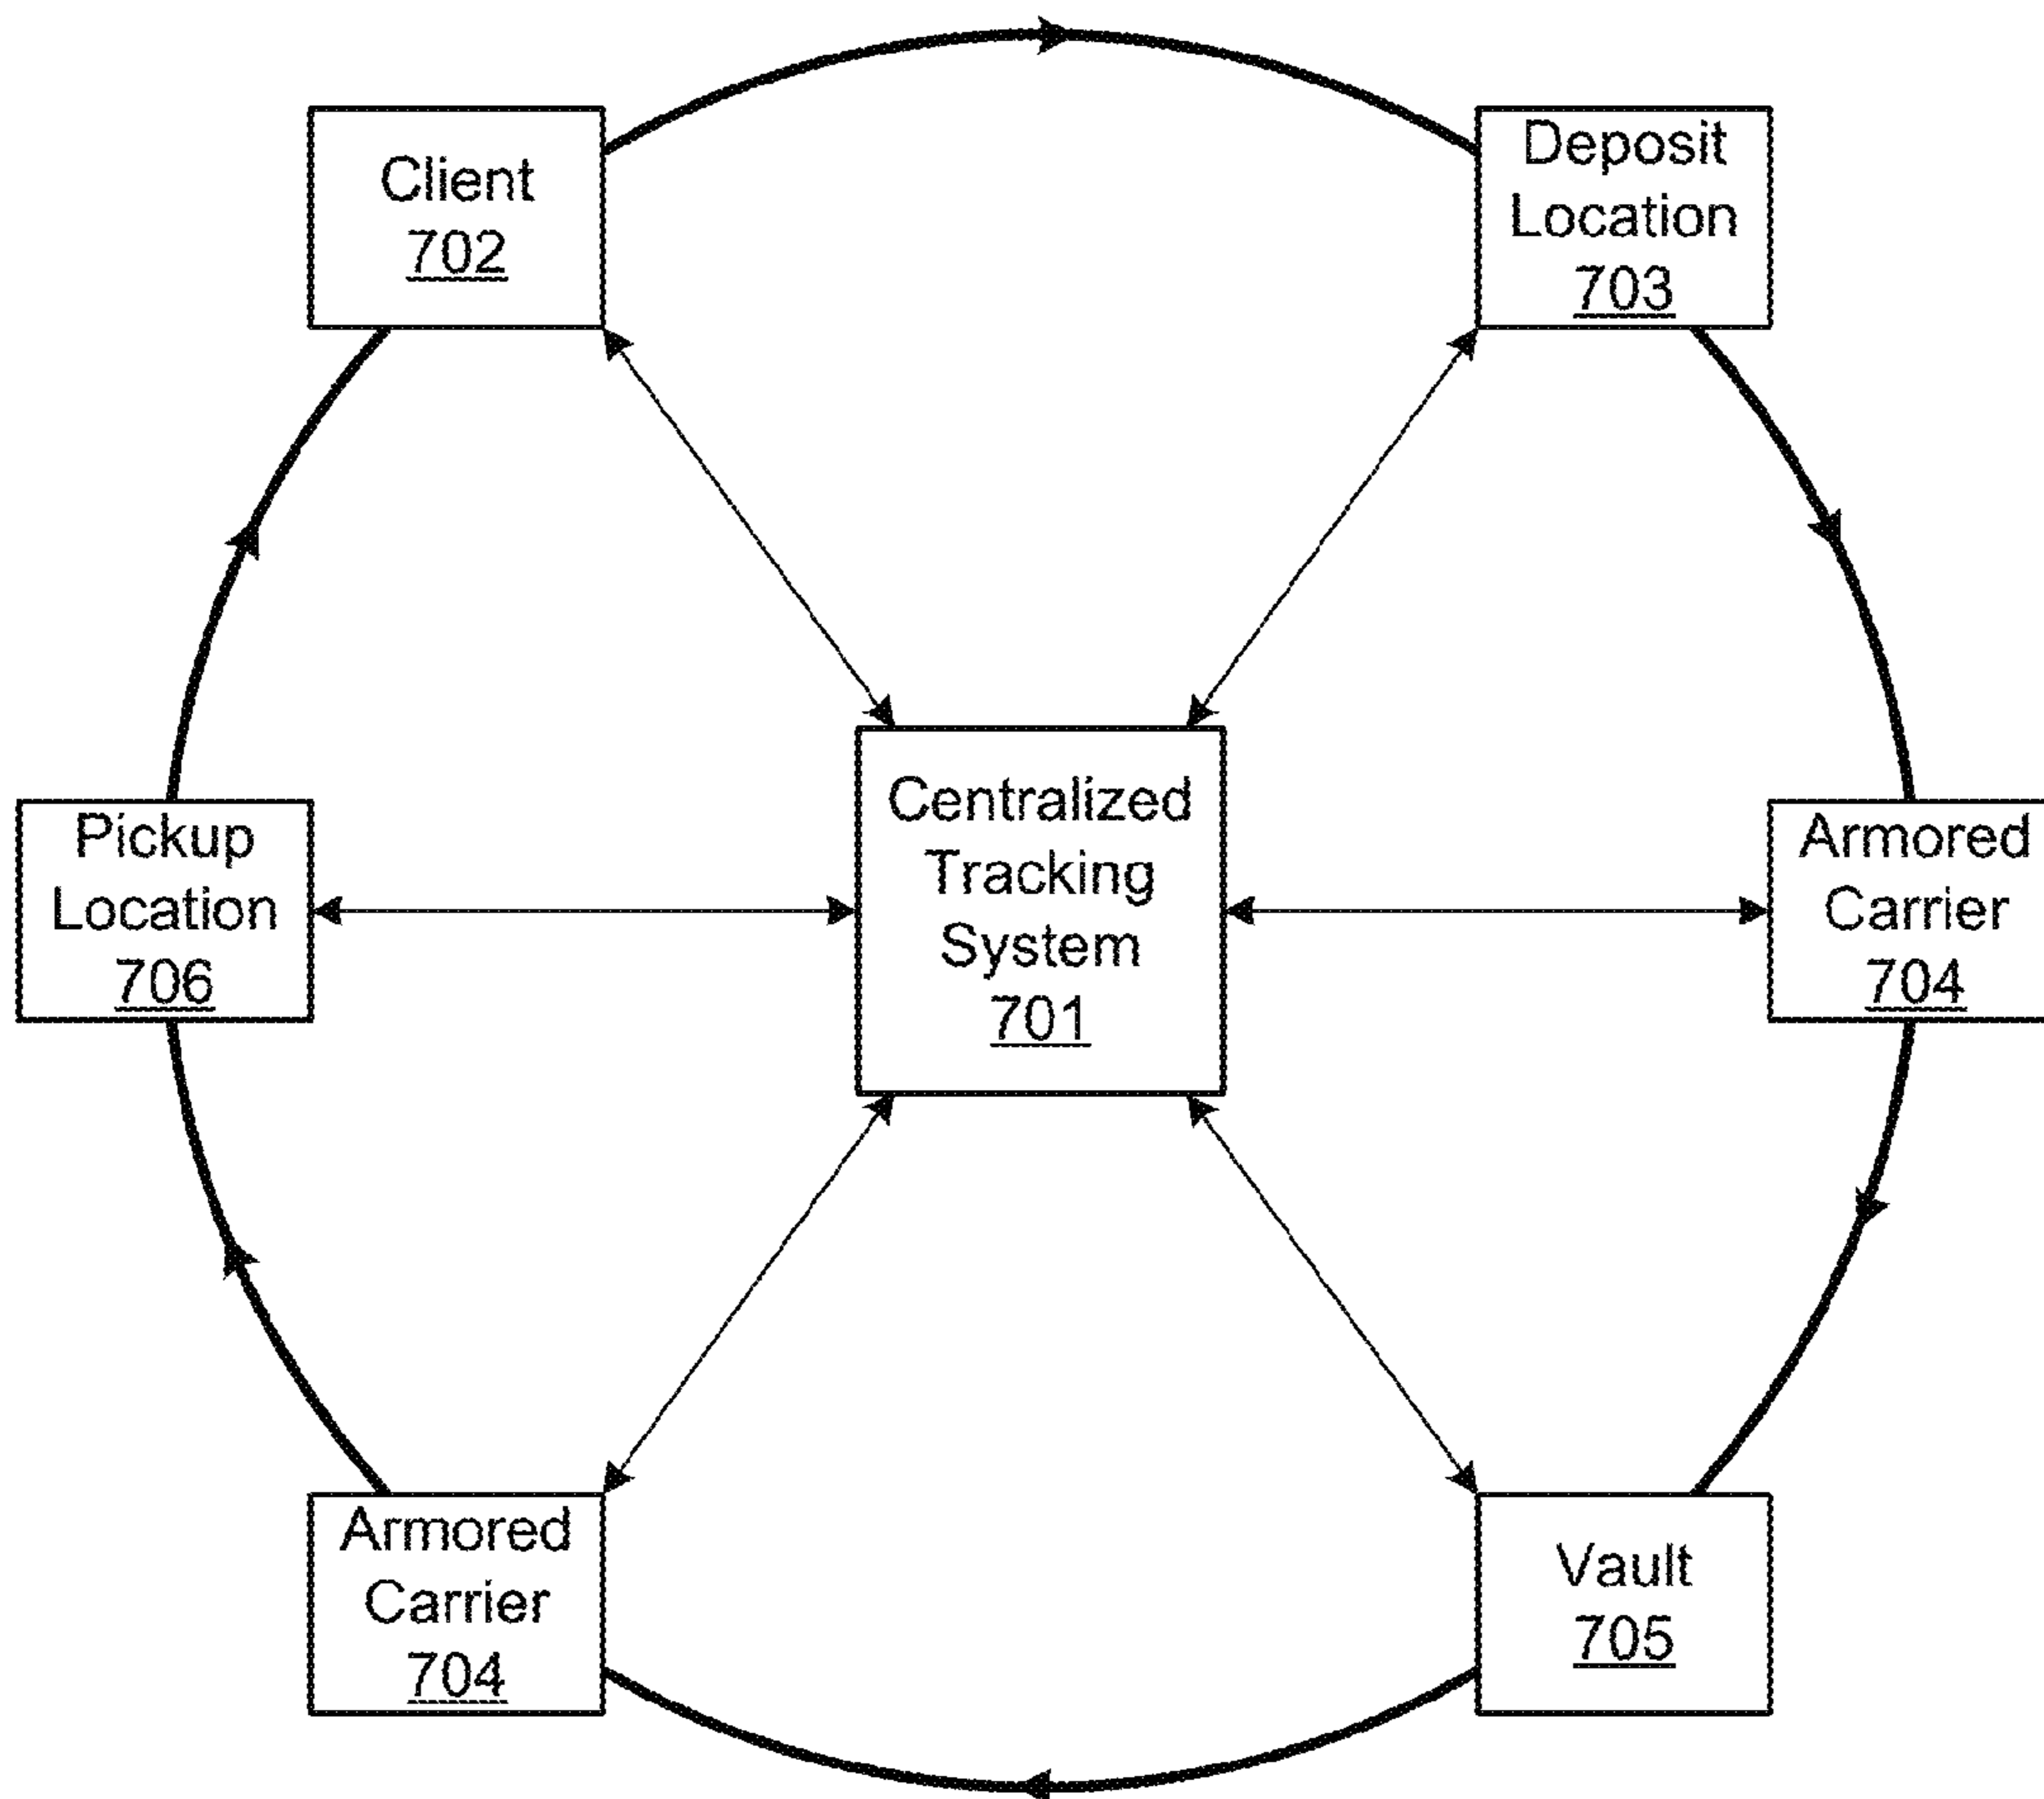 Client
702
Deposit
Location
703
Centralized
Tracking
System
701
Pickup
Location
706
Armored
Carrier
704
Armored
Carrier
704
Vault
705